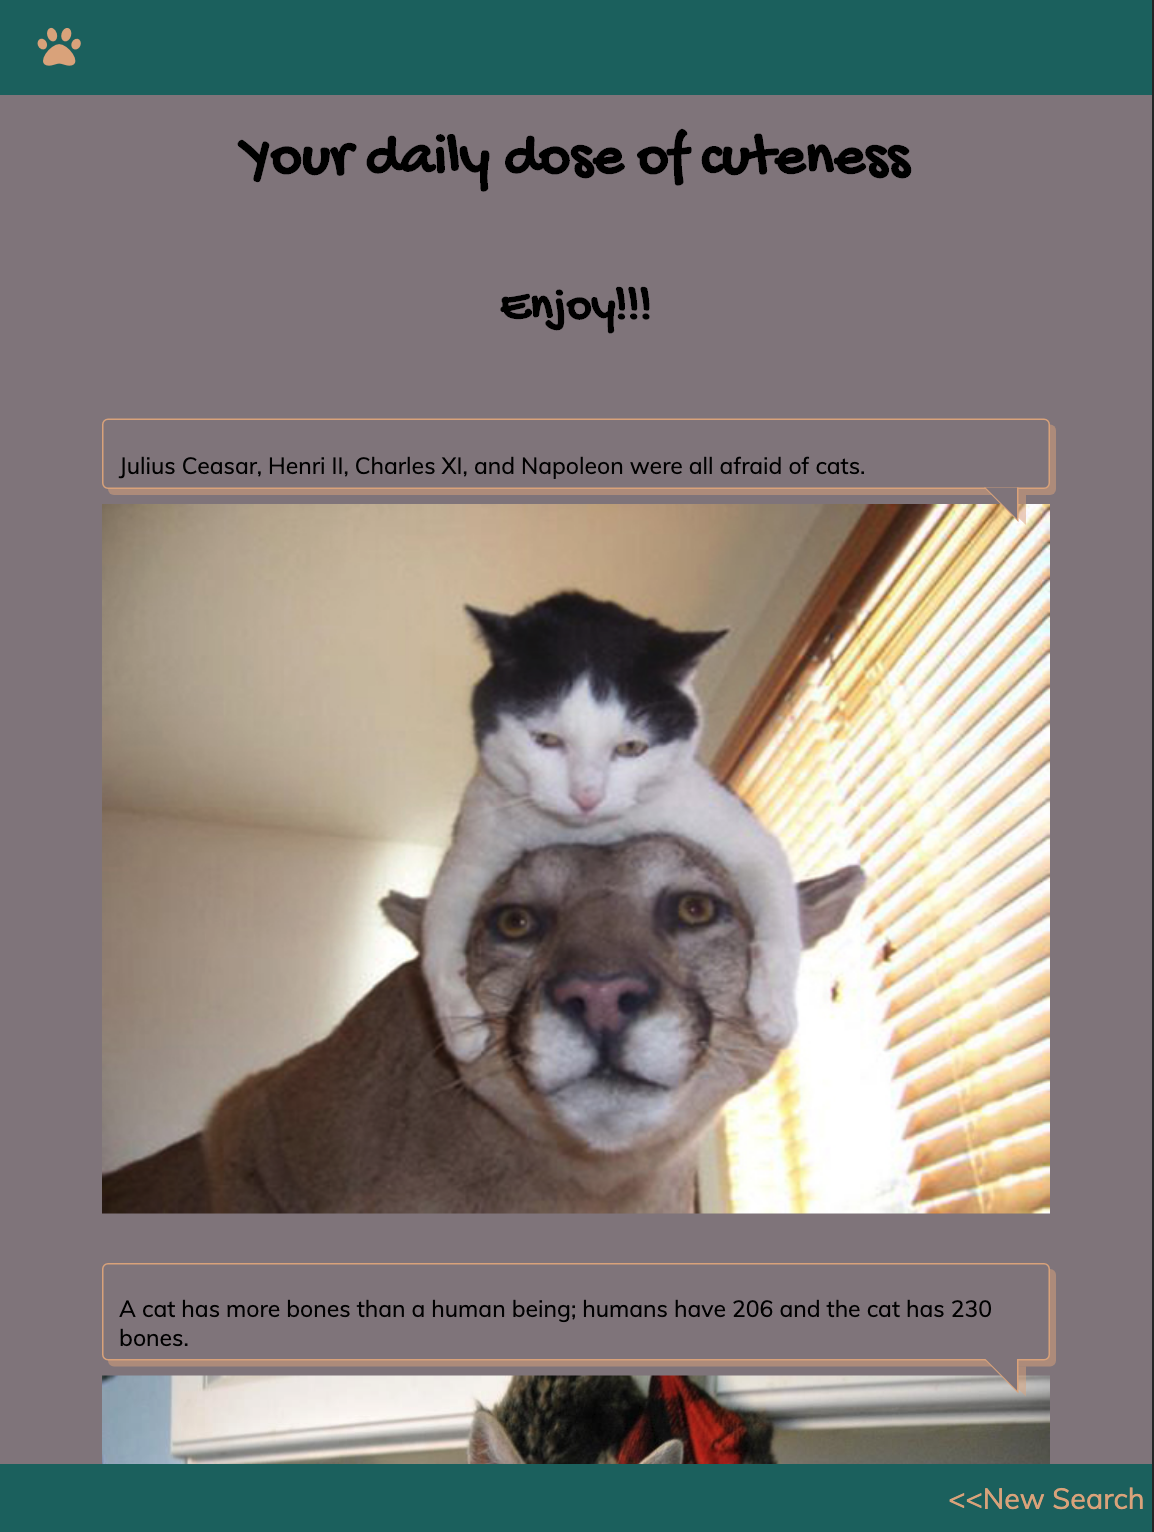 Your daily dose of cuteness
Enjoy!!!
Julius Ceasar, Henri II, Charles XI, and Napoleon were all afraid of cats.
A cat has more bones than a human being; humans have 206 and the cat has 230
bones.
<<New Search